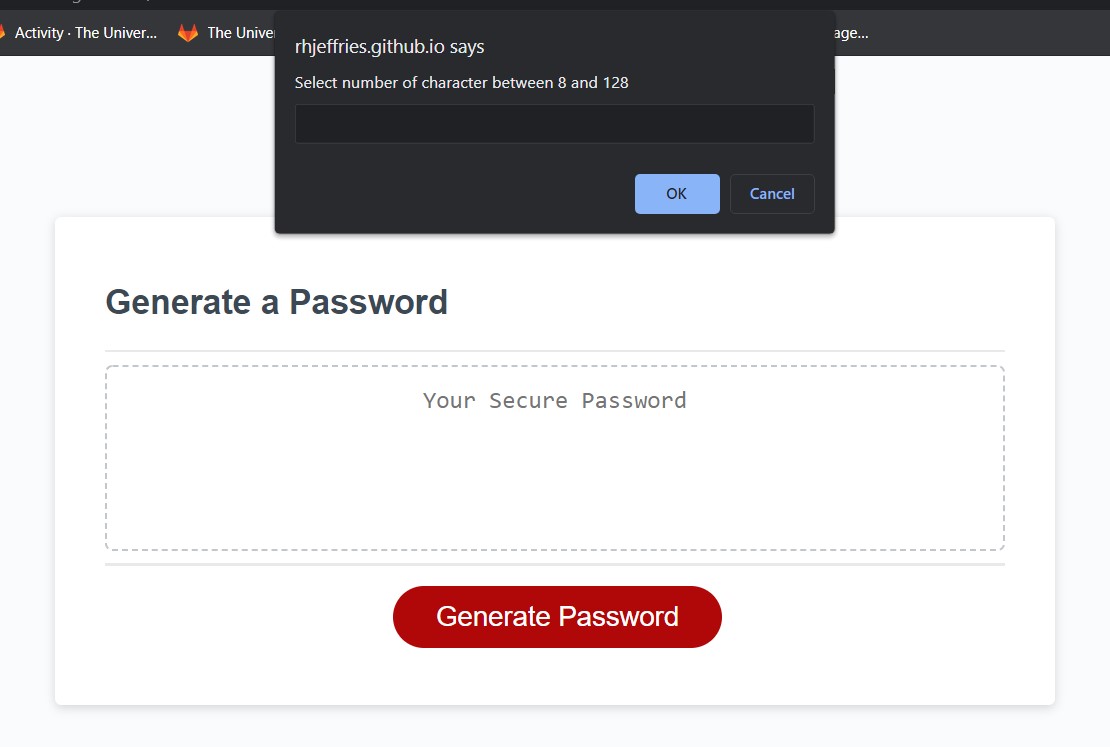 Activity · The Univer...
The Unive
age...
rhjeffries.github.io says
Select number of character between 8 and 128
OK
Cancel
Generate a Password
Your Secure Password
Generate Password